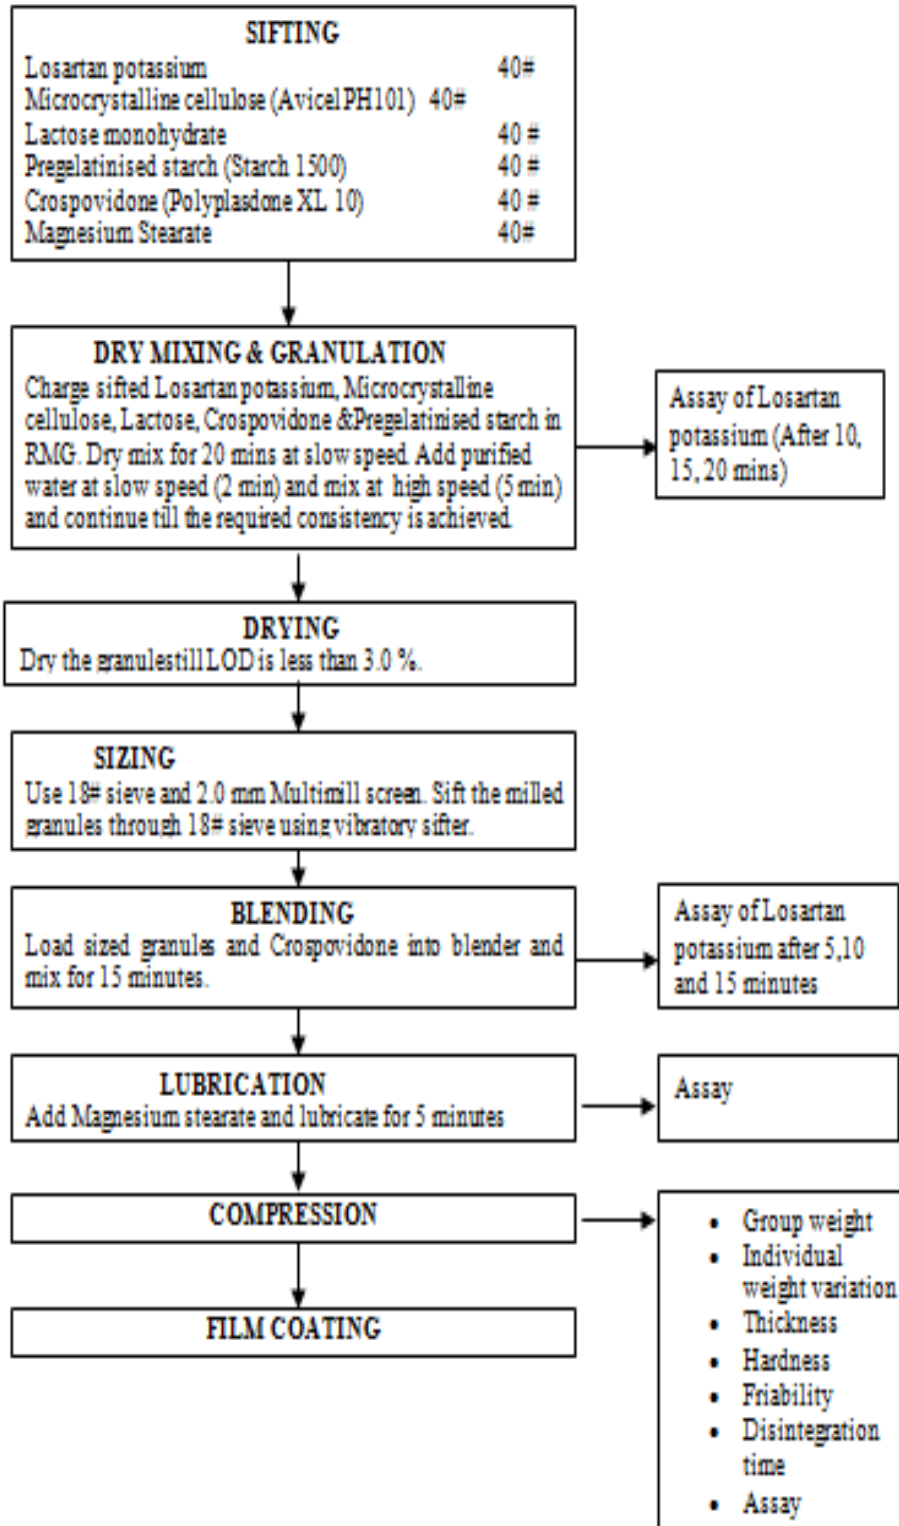 SIFTING
Losartan potassium 40#
Microcrystalline cellulose (Avicel PH101) 40#
Lactose monohydrate 40 #
Pregelatinised starch (Starch 1500) 40 #
Crospovidone (Polyplasdone XL 10) 40 #
Magnesium Stearate 40#
DRY MIXING & GRANULATION
Charge sifted Losartan potassium, Microcrystalline
cellulose, Lactose, Crospovidone &Pregelatinised starch in
RMG. Dry mix for 20 mins at slow speed. Add purified
water at slow speed (2 min) and mix at high speed (5 min)
and continue till the required consistency is achieved.
Assay of Losartan
potassium (After 10,
15, 20 mins)
DRYING
Dry the granules till LOD is less than 3.0 %.
SIZING
Use 18# sieve and 2.0 mm Multimill screen. Sift the milled
granules through 18# sieve using vibratory sifter.
BLENDING
Load sized granules and Crospovidone into blender and
mix for 15 minutes.
Assay of Losartan
potassium after 5,10
and 15 minutes
LUBRICATION
Add Magnesium stearate and lubricate for 5 minutes
Assay
COMPRESSION
• Group weight
• Individual
weight variation
• Thickness
• Hardness
• Friability
• Disintegration
time
• Assay
FILM COATING